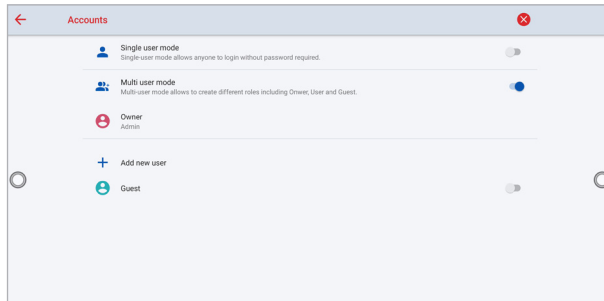 Accounts
Single user mode
Single-user mode allows anyone to login without password required.
Multi user mode
Multi-user mode allows to create different roles including Onwer, User and Guest.
Owner
Admin
Add new user
Guest